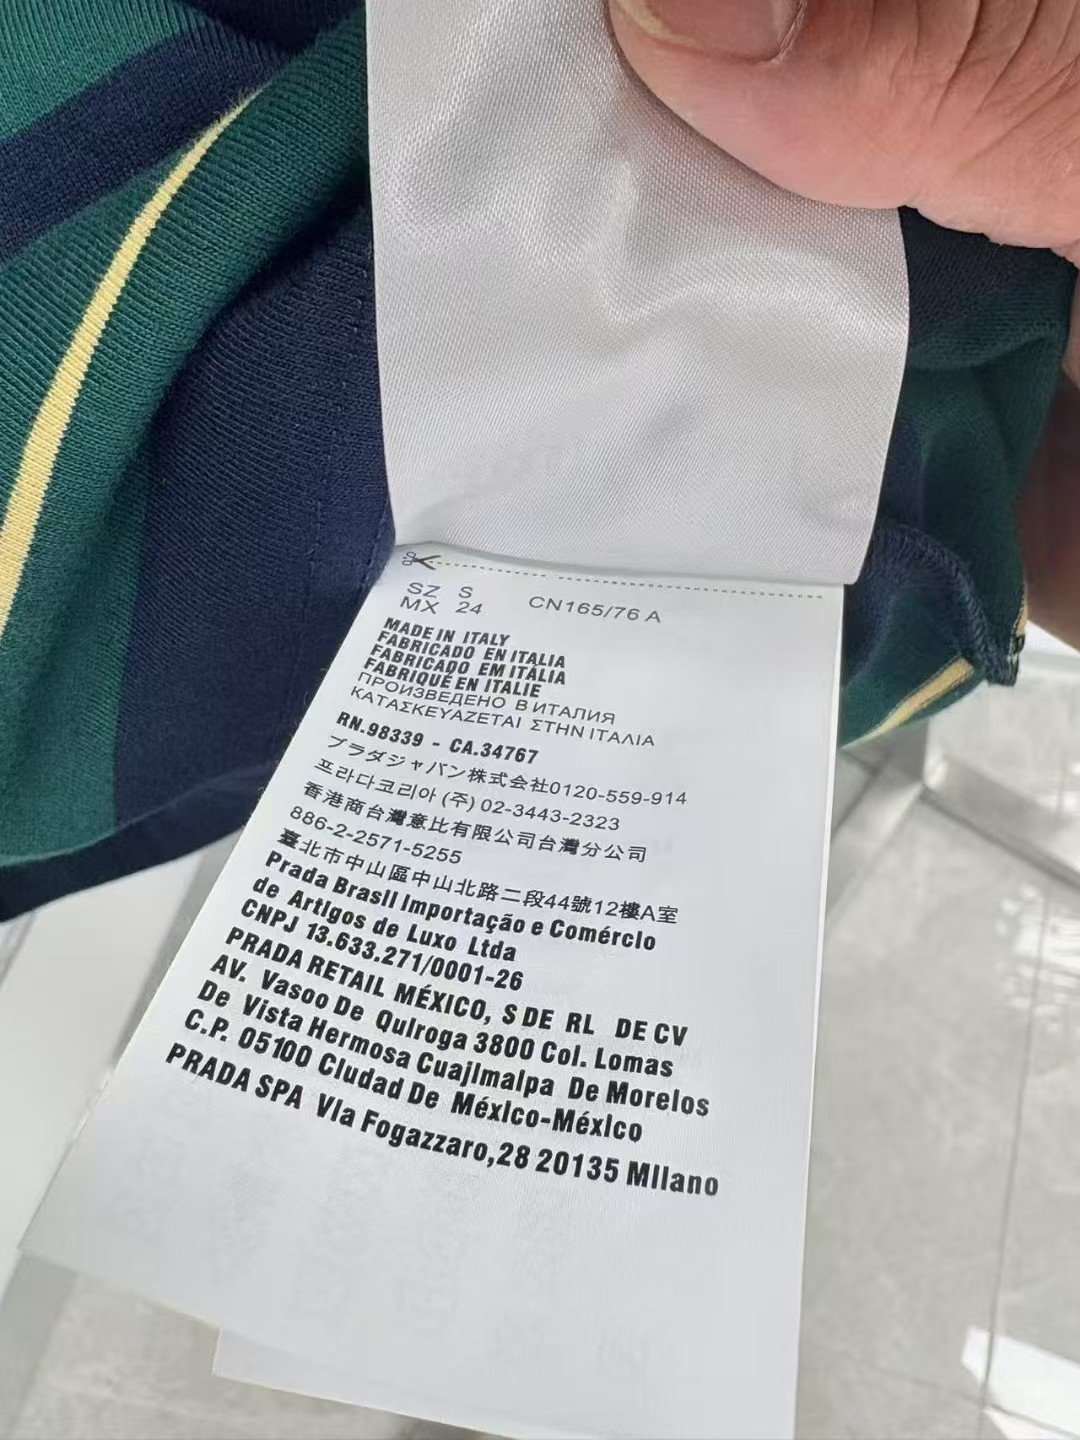 SZ S CN165/76 A
MX 24
MADE IN ITALY
FABRICADO EN ITALIA
FABRICADO EM ITÁLIA
FABRIQUÉ EN ITALIE
ПРОИЗВЕДЕНО В ИТАЛИЯ
ΚΑΤΑΣΚΕΥΑΖΕΤΑΙ ΣΤΗΝ ΙΤΑΛΙΑ
RN.98339 - CA.34767
プラダジャパン株式会社0120-559-914
프라다코리아 (주) 02-3443-2323
香港商台灣意比有限公司台灣分公司
886-2-2571-5255
臺北市中山區中山北路二段44號12樓A室
Prada Brasil Importação e Comércio
de Artigos de Luxo Ltda
CNPJ 13.633.271/0001-26
PRADA RETAIL MÉXICO, S DE RL DE CV
AV. Vasoo De Quiroga 3800 Col. Lomas
De Vista Hermosa Cuajimalpa De Morelos
C.P. 05100 Ciudad De México-México
PRADA SPA Via Fogazzaro,28 20135 Milano